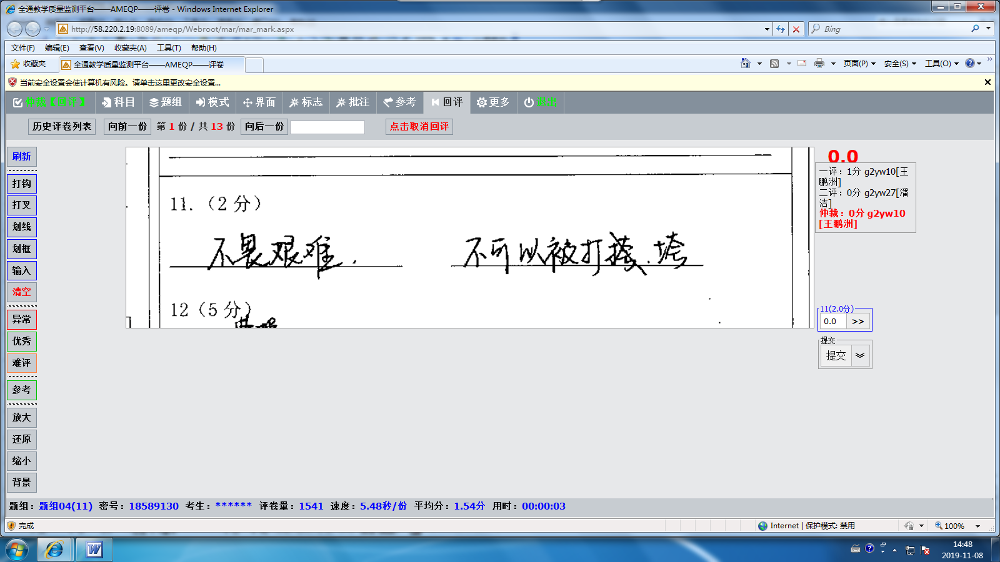 全通教学质量监测平台——AMEQP——评卷 - Windows Internet Explorer
http://58.220.2.19:8089/ameqp/Webroot/mar/mar_mark.aspx
Bing
文件(F) 编辑(E) 查看(V) 收藏夹(A) 工具(T) 帮助(H)
收藏夹 全通教学质量监测平台——AMEQP——评卷 页面(P) 安全(S) 工具(O)
当前安全设置会使计算机有风险。请单击这里更改安全设置...
仲裁【回评】 科目 题组 模式 界面 标志 批注 参考 回评 更多
历史评卷列表 向前一份 第 1 份 / 共 13 份 向后一份 点击取消回评
刷新
打钩
打叉
划线
划框
输入
清空
异常
优秀
难评
参考
放大
还原
缩小
背景
11.（2 分）
不畏艰难. 不可以被打 垮
12（5 分）
0.0
一评：1分 g2yw10[王
鹏洲]
二评：0分 g2yw27[潘
洁]
仲裁：0分 g2yw10
[王鹏洲]
11(2.0分)
0.0 >>
提交
提交
题组：题组04(11) 密号：18589130 考生：****** 评卷量：1541 速度：5.48秒/份 平均分：1.54分 用时：00:00:03
完成 Internet | 保护模式: 禁用 100%
14:48
2019-11-08